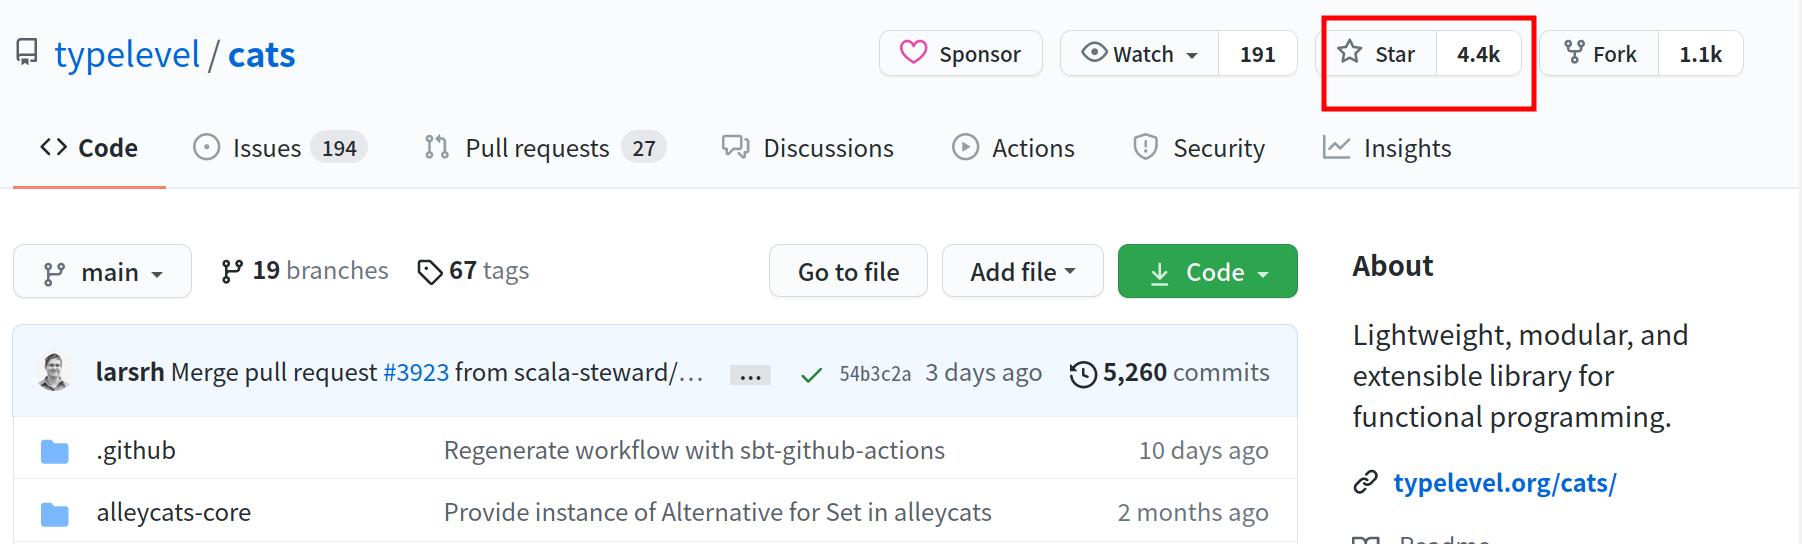 typelevel / cats
Sponsor Watch 191 Star 4.4k Fork 1.1k
Code Issues 194 Pull requests 27 Discussions Actions Security Insights
main 19 branches 67 tags Go to file Add file Code
About
Lightweight, modular, and
extensible library for
functional programming.
typelevel.org/cats/
Readme
larsrh Merge pull request #3923 from scala-steward/… ... 54b3c2a 3 days ago 5,260 commits
.github Regenerate workflow with sbt-github-actions 10 days ago
alleycats-core Provide instance of Alternative for Set in alleycats 2 months ago